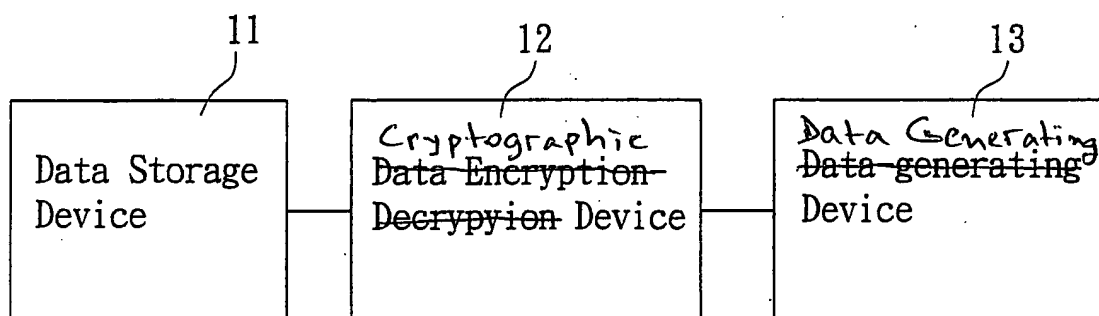 11
12
13
Data Storage
Device
Cryptographic
Data Encryption
Decrypyion Device
Data Generating
Data generating
Device